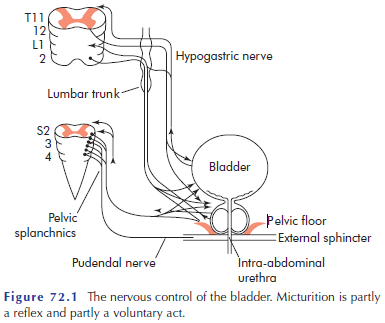 T11
12
L1
2
Hypogastric nerve
Lumbar trunk
S2
3
4
Bladder
Pelvic
splanchnics
Pelvic floor
External sphincter
Pudendal nerve
Intra-abdominal
urethra
Figure 72.1 The nervous control of the bladder. Micturition is partly
a reflex and partly a voluntary act.